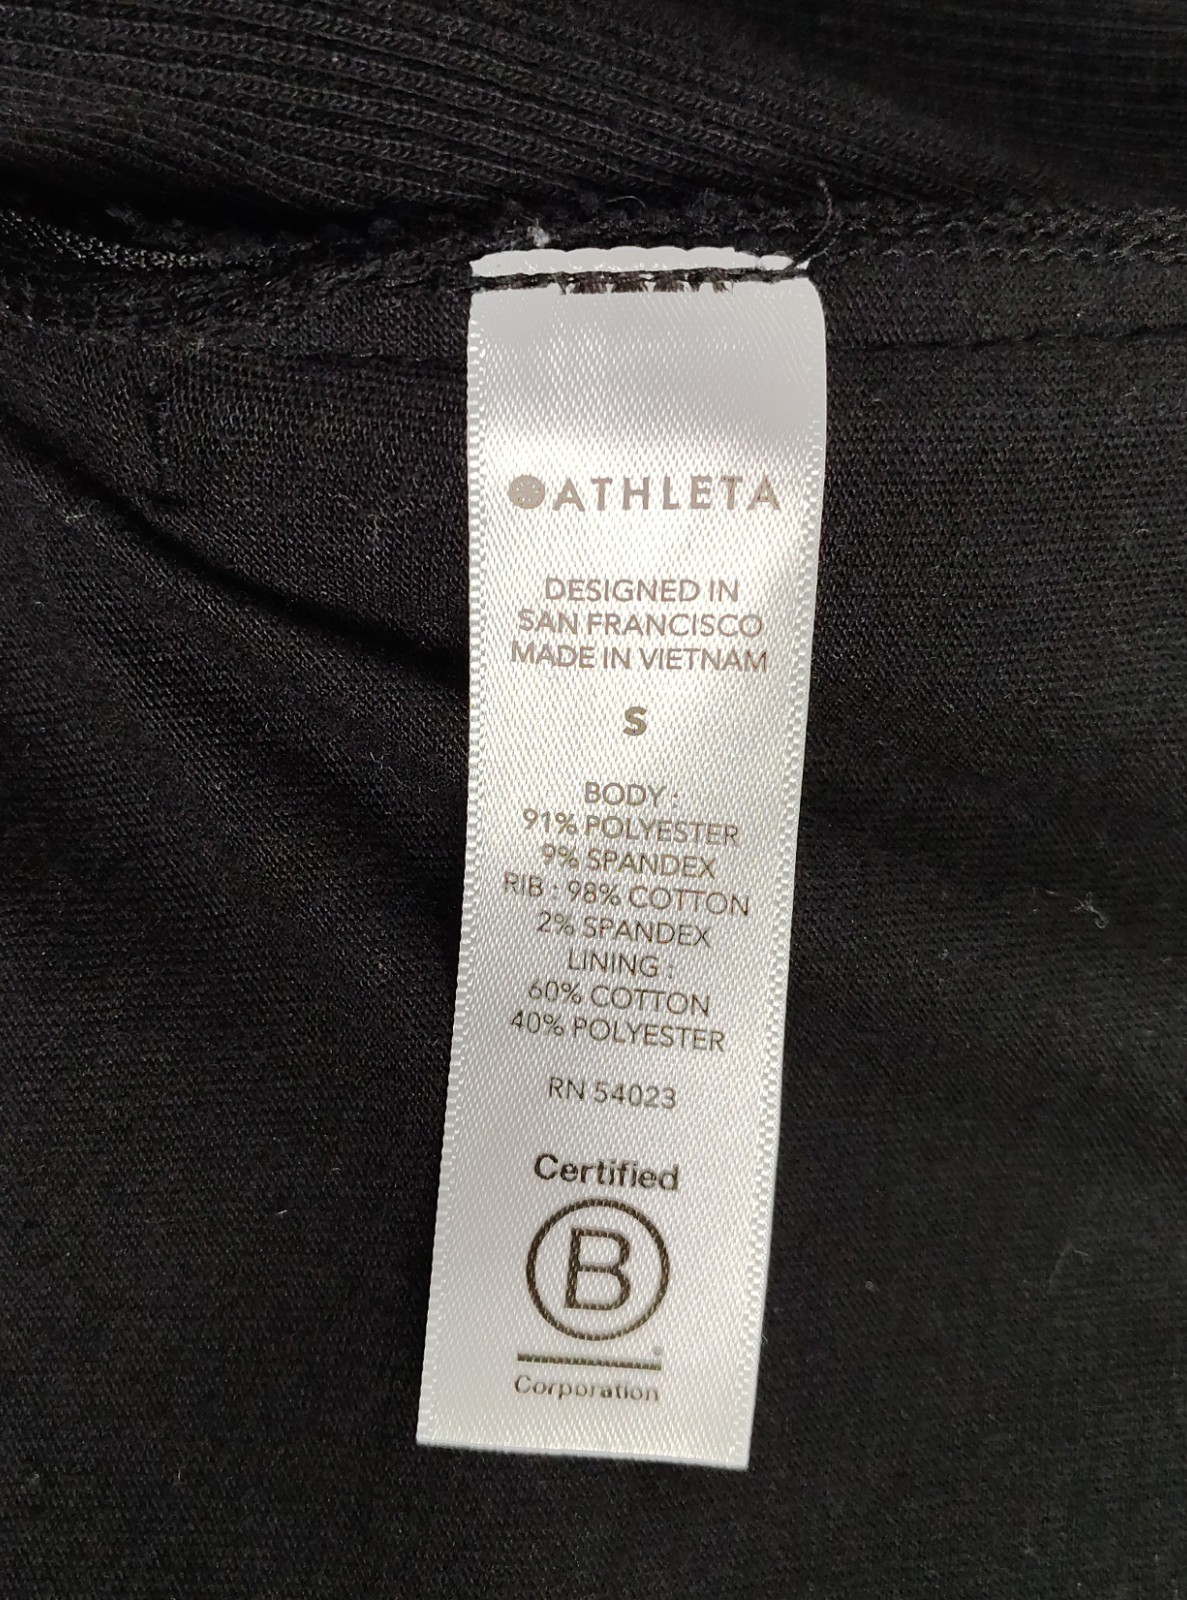 ATHLETA
DESIGNED IN
SAN FRANCISCO
MADE IN VIETNAM
S
BODY :
91% POLYESTER
9% SPANDEX
RIB : 98% COTTON
2% SPANDEX
LINING :
60% COTTON
40% POLYESTER
RN 54023
Certified
B
®
Corporation